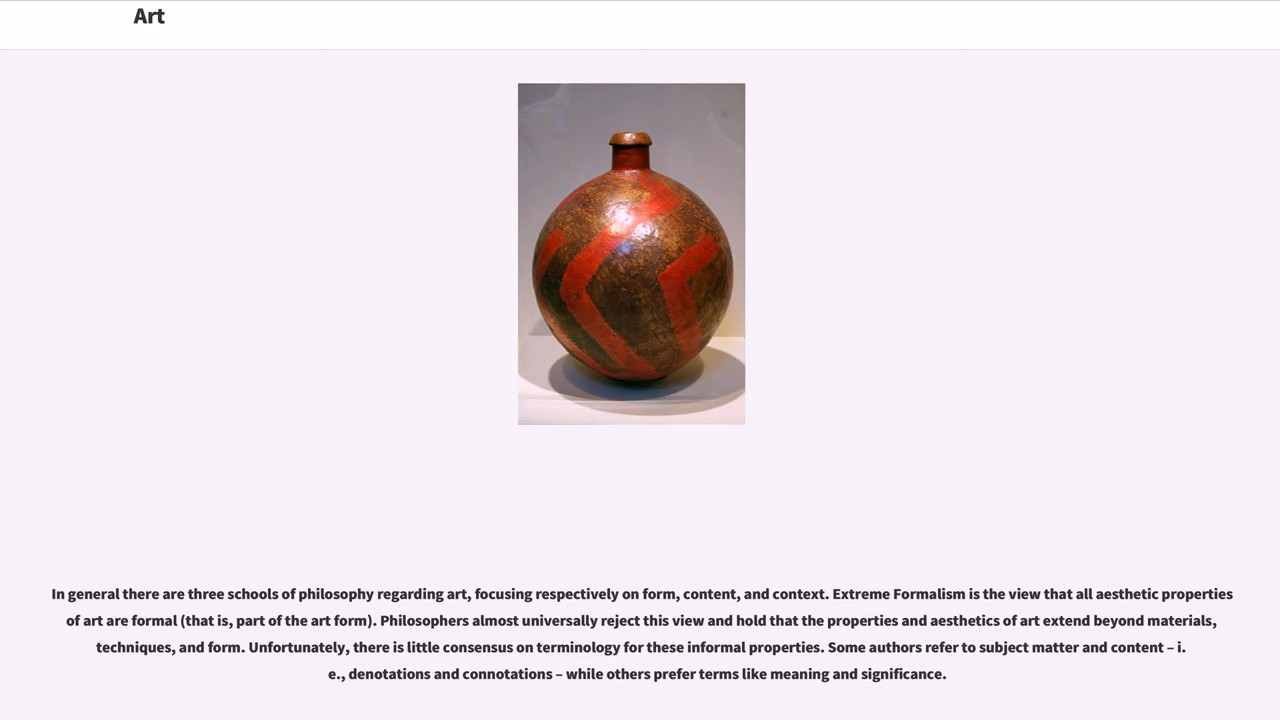 Art
In general there are three schools of philosophy regarding art, focusing respectively on form, content, and context. Extreme Formalism is the view that all aesthetic properties
of art are formal (that is, part of the art form). Philosophers almost universally reject this view and hold that the properties and aesthetics of art extend beyond materials,
techniques, and form. Unfortunately, there is little consensus on terminology for these informal properties. Some authors refer to subject matter and content – i.
e., denotations and connotations – while others prefer terms like meaning and significance.